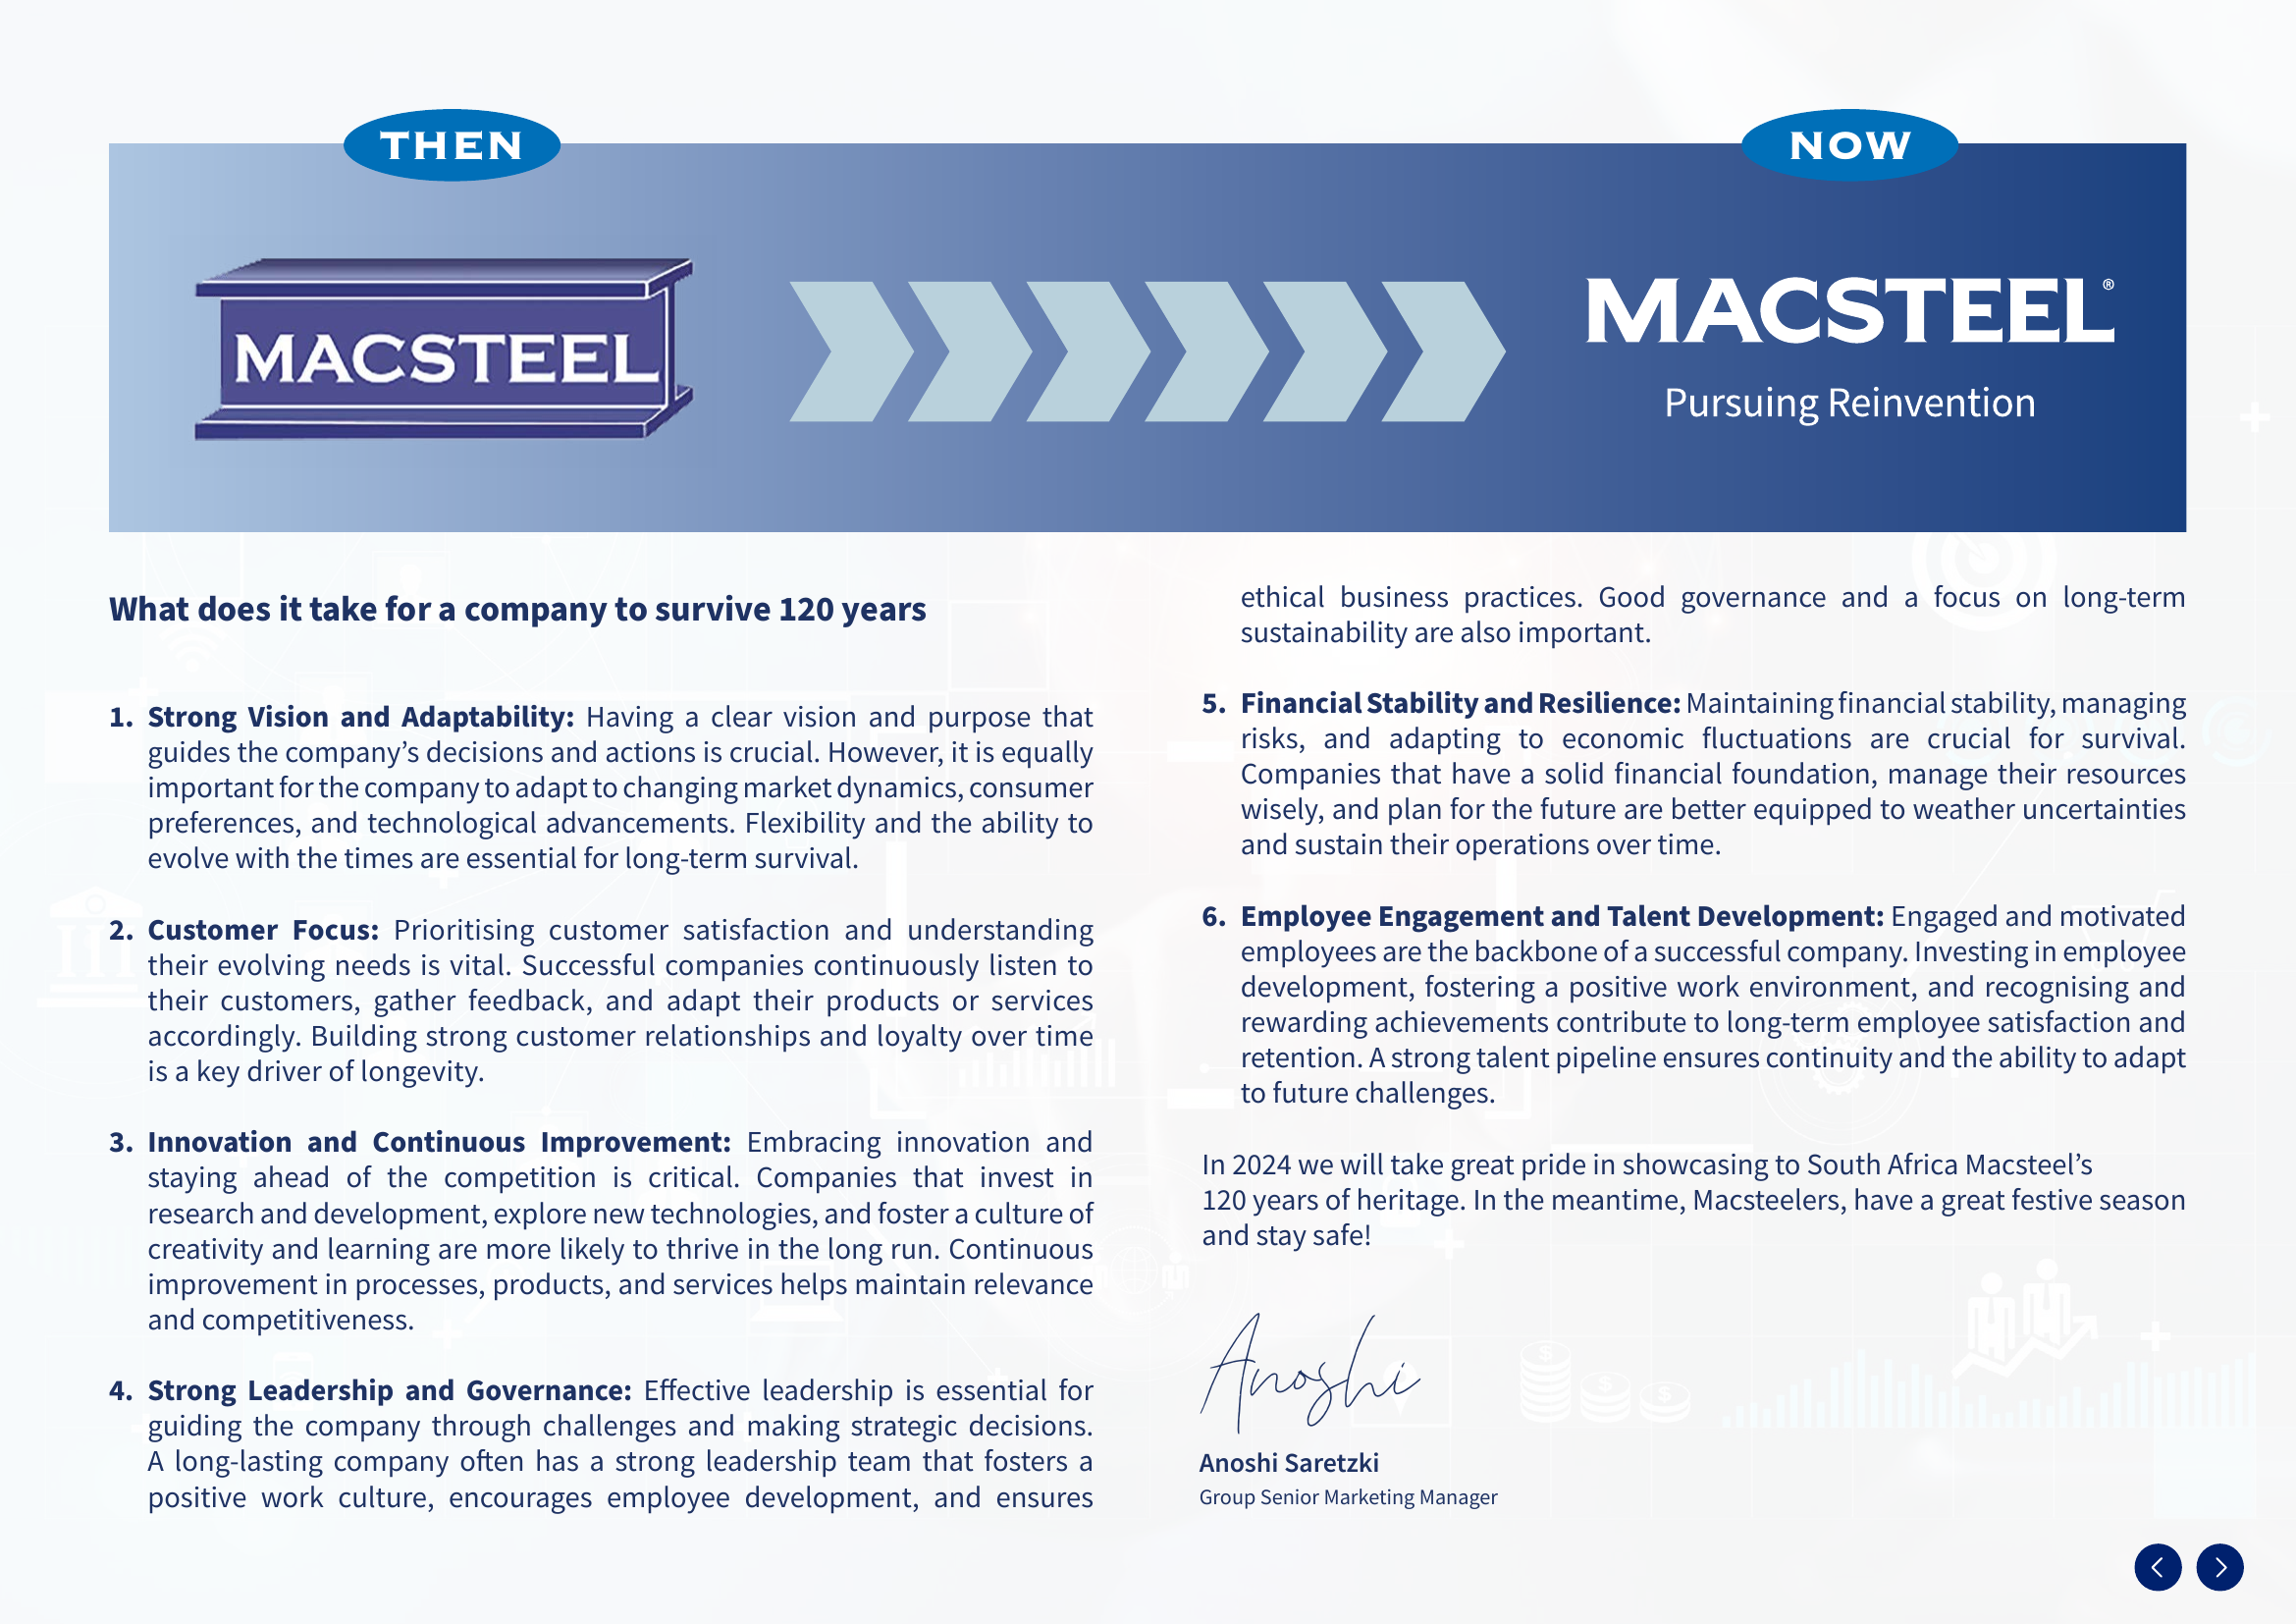 THEN
NOW
MACSTEEL
MACSTEEL®
Pursuing Reinvention
What does it take for a company to survive 120 years
1. Strong Vision and Adaptability: Having a clear vision and purpose that
guides the company’s decisions and actions is crucial. However, it is equally
important for the company to adapt to changing market dynamics, consumer
preferences, and technological advancements. Flexibility and the ability to
evolve with the times are essential for long-term survival.
2. Customer Focus: Prioritising customer satisfaction and understanding
their evolving needs is vital. Successful companies continuously listen to
their customers, gather feedback, and adapt their products or services
accordingly. Building strong customer relationships and loyalty over time
is a key driver of longevity.
3. Innovation and Continuous Improvement: Embracing innovation and
staying ahead of the competition is critical. Companies that invest in
research and development, explore new technologies, and foster a culture of
creativity and learning are more likely to thrive in the long run. Continuous
improvement in processes, products, and services helps maintain relevance
and competitiveness.
4. Strong Leadership and Governance: Effective leadership is essential for
guiding the company through challenges and making strategic decisions.
A long-lasting company often has a strong leadership team that fosters a
positive work culture, encourages employee development, and ensures
ethical business practices. Good governance and a focus on long-term
sustainability are also important.
5. Financial Stability and Resilience: Maintaining financial stability, managing
risks, and adapting to economic fluctuations are crucial for survival.
Companies that have a solid financial foundation, manage their resources
wisely, and plan for the future are better equipped to weather uncertainties
and sustain their operations over time.
6. Employee Engagement and Talent Development: Engaged and motivated
employees are the backbone of a successful company. Investing in employee
development, fostering a positive work environment, and recognising and
rewarding achievements contribute to long-term employee satisfaction and
retention. A strong talent pipeline ensures continuity and the ability to adapt
to future challenges.
In 2024 we will take great pride in showcasing to South Africa Macsteel’s
120 years of heritage. In the meantime, Macsteelers, have a great festive season
and stay safe!
Anoshi
Anoshi Saretzki
Group Senior Marketing Manager